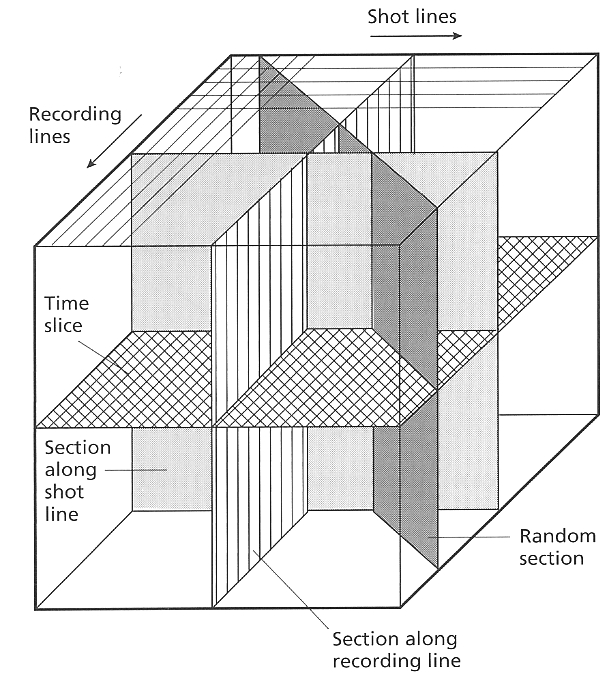 Shot lines
Recording
lines
Time
slice
Section
along
shot
line
Random
section
Section along
recording line